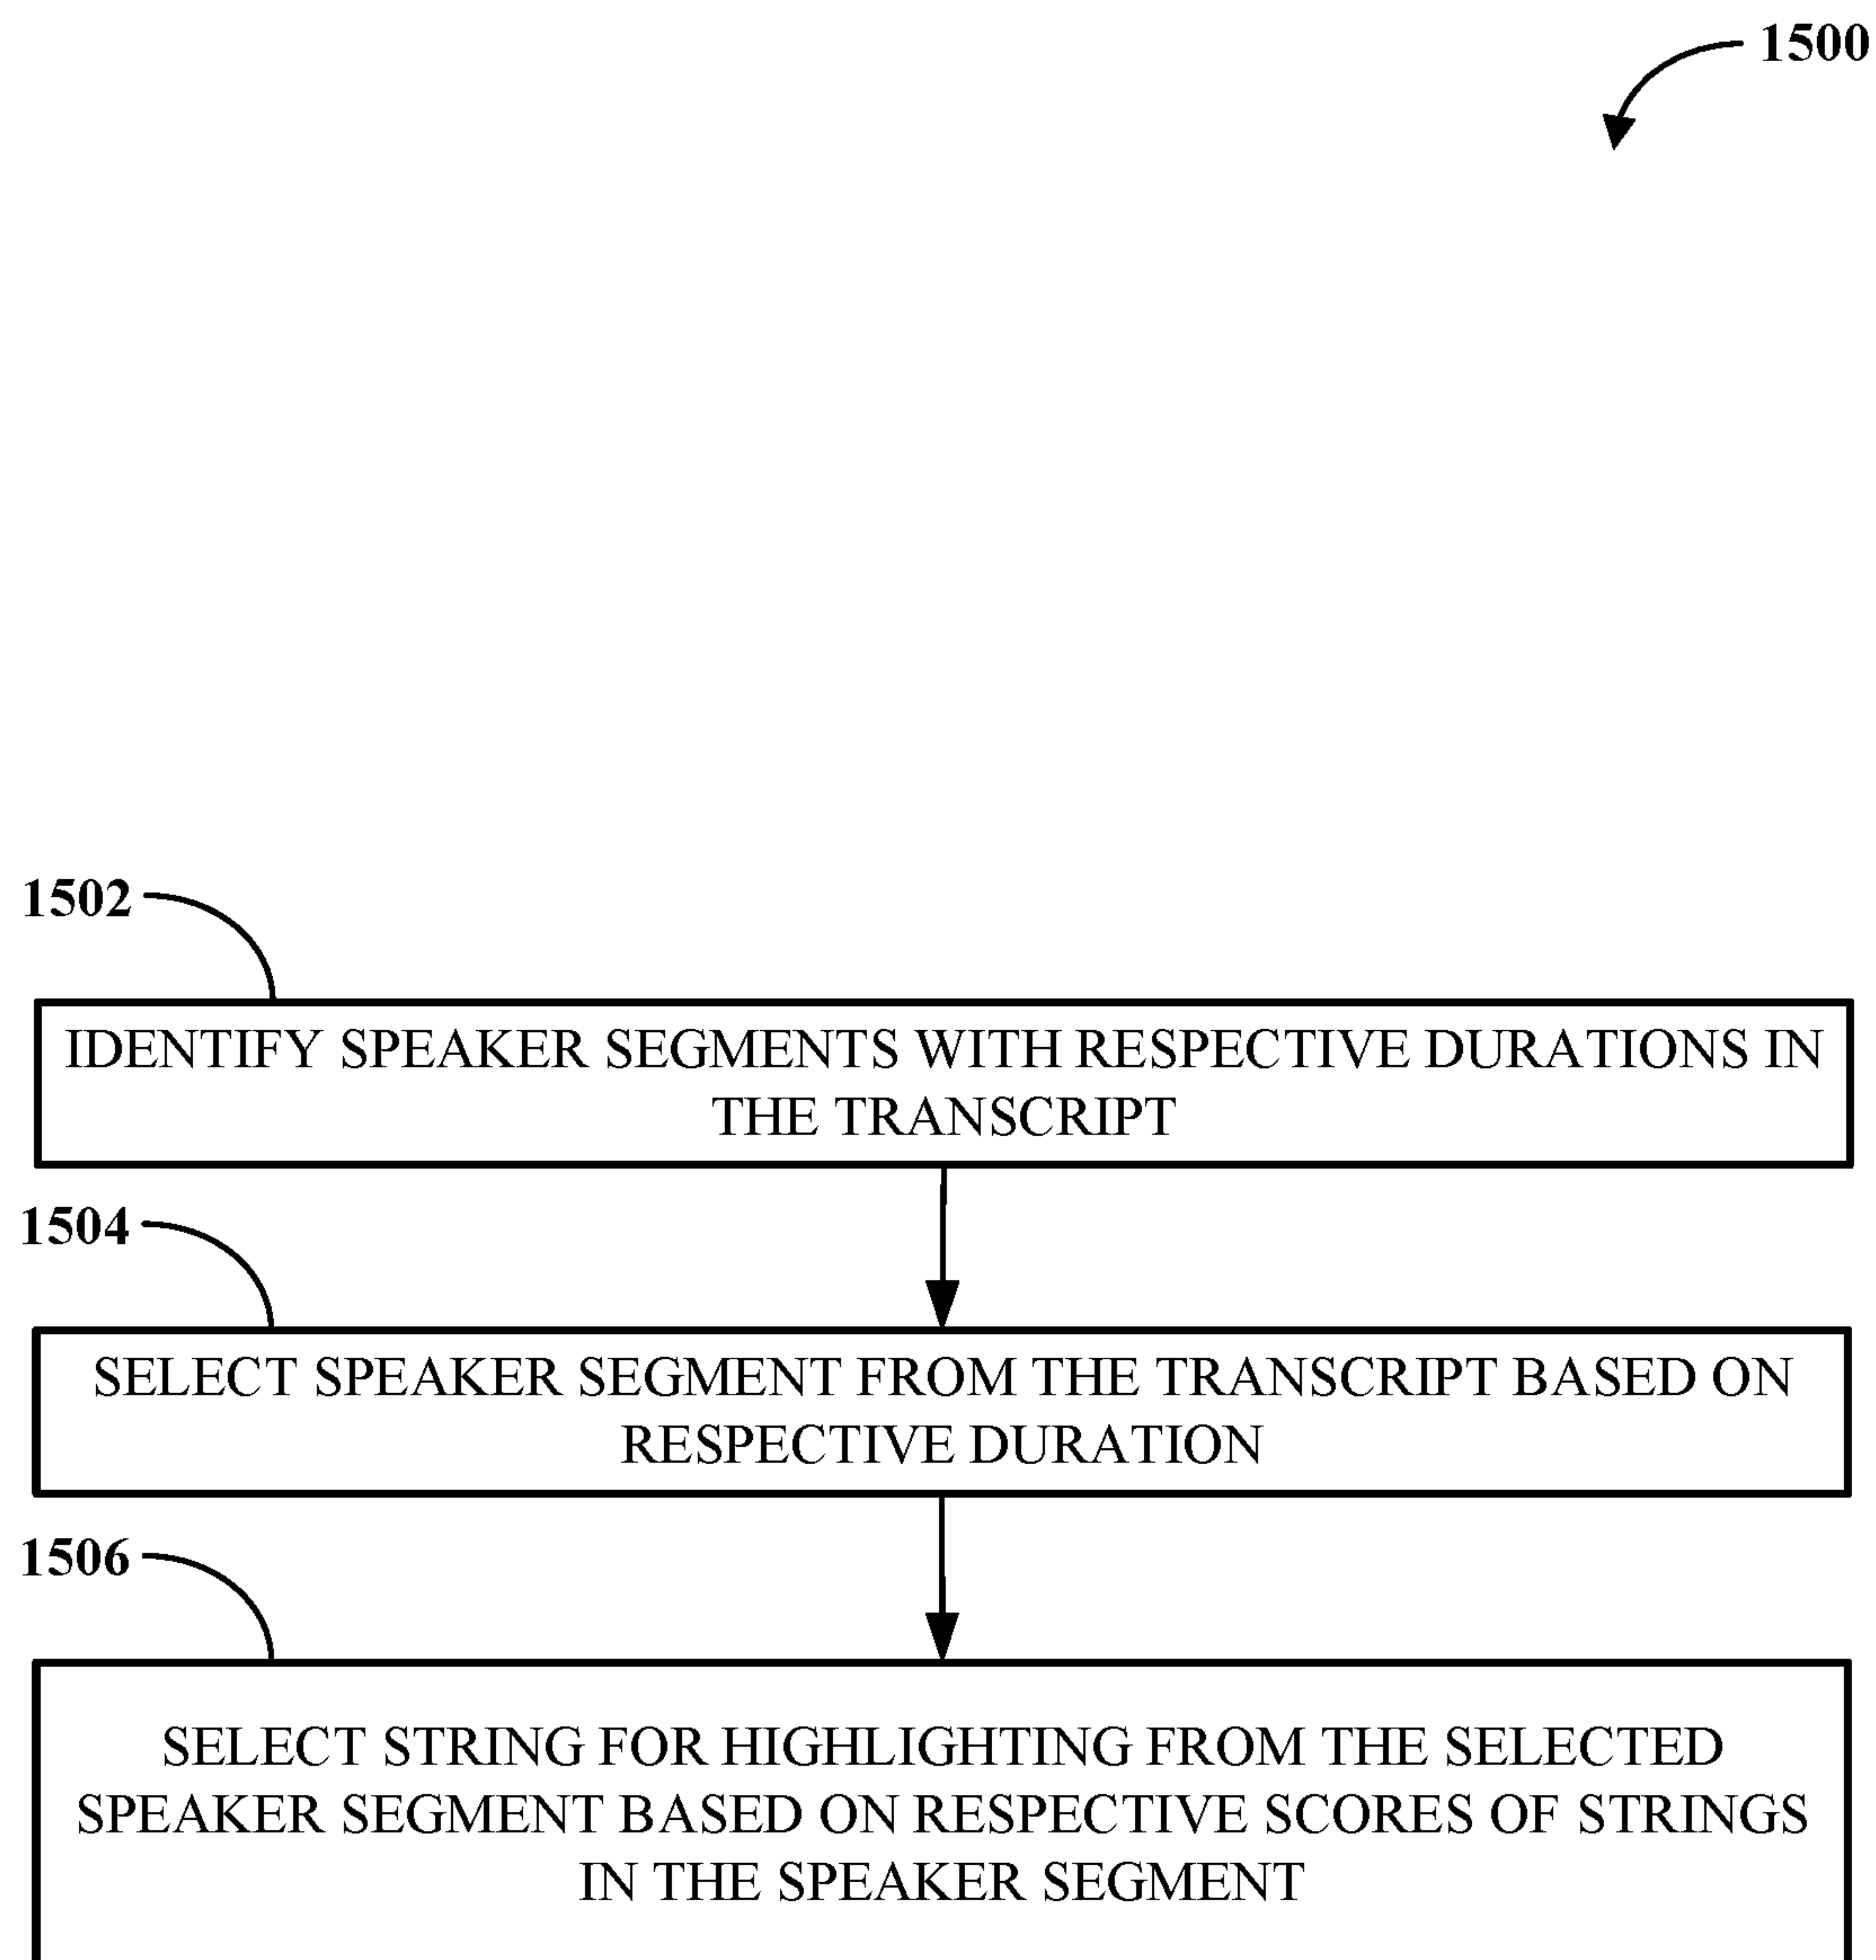 1500
1502
IDENTIFY SPEAKER SEGMENTS WITH RESPECTIVE DURATIONS IN
THE TRANSCRIPT
1504
SELECT SPEAKER SEGMENT FROM THE TRANSCRIPT BASED ON
RESPECTIVE DURATION
1506
SELECT STRING FOR HIGHLIGHTING FROM THE SELECTED
SPEAKER SEGMENT BASED ON RESPECTIVE SCORES OF STRINGS
IN THE SPEAKER SEGMENT